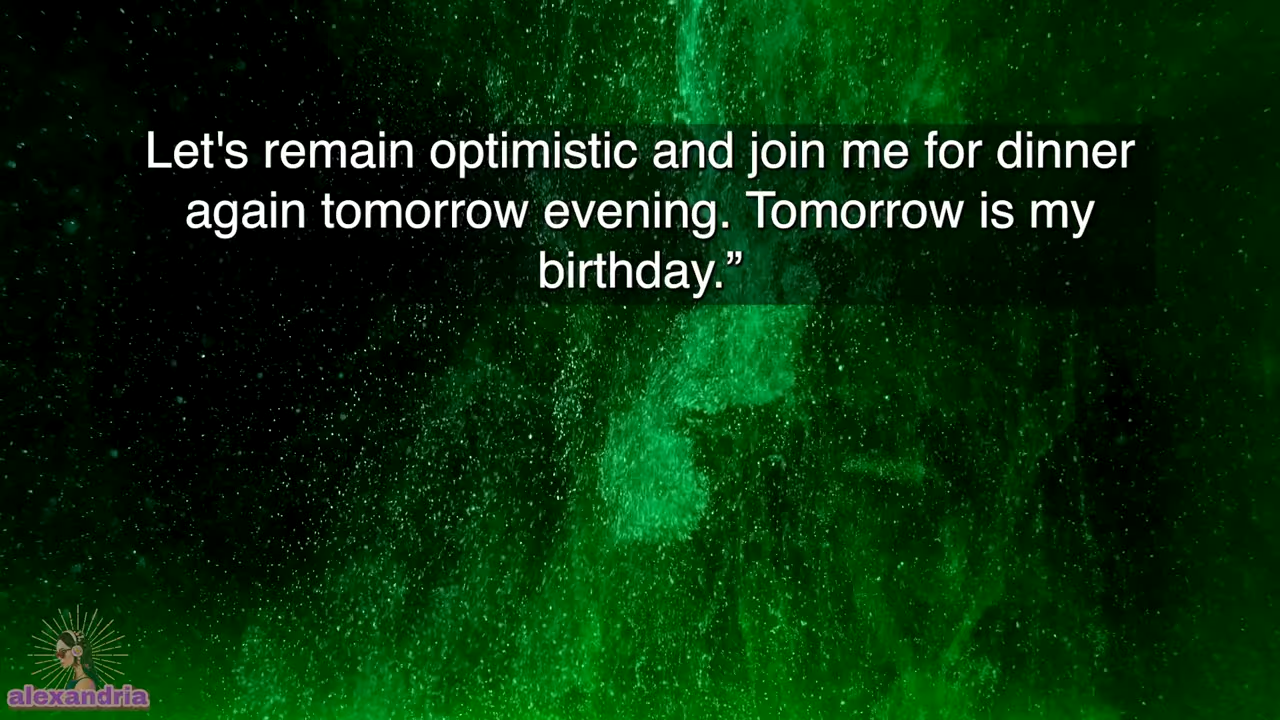 Let's remain optimistic and join me for dinner
again tomorrow evening. Tomorrow is my
birthday.”
alexandria